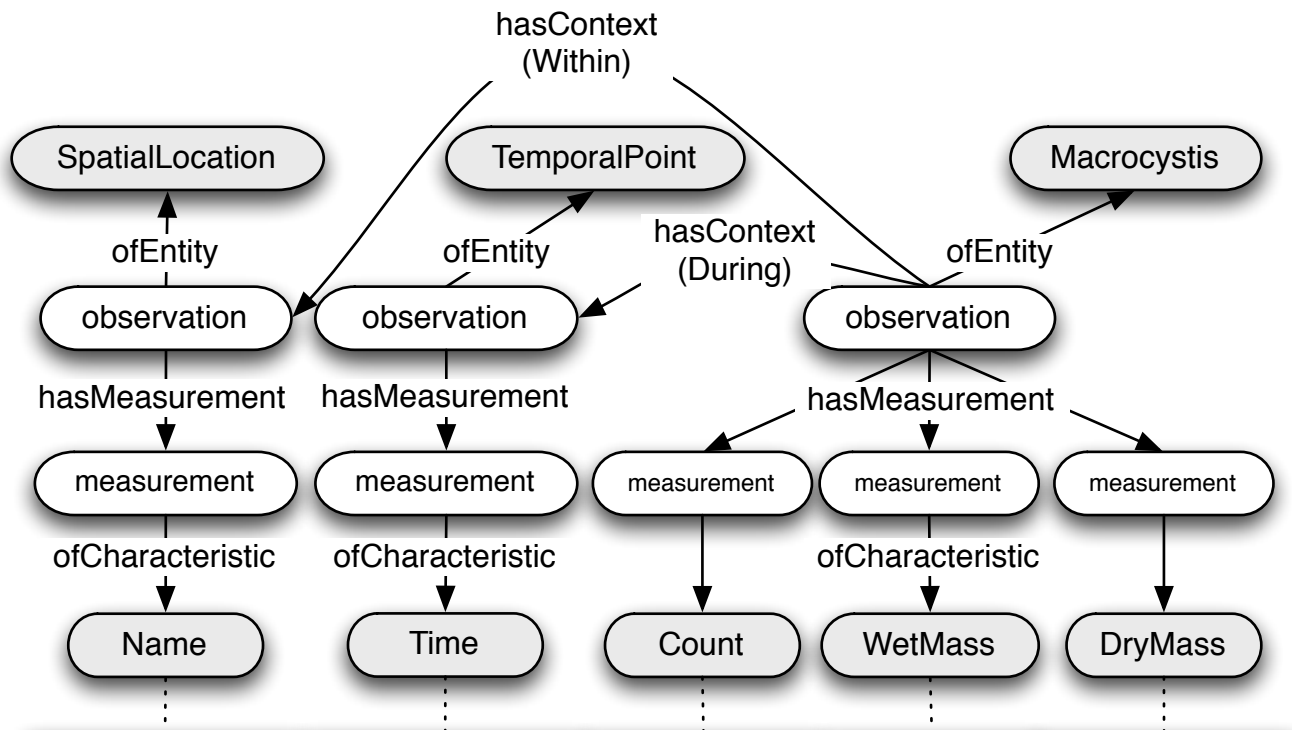 hasContext
(Within)
SpatialLocation
TemporalPoint
Macrocystis
ofEntity
ofEntity
hasContext
(During)
ofEntity
observation
observation
observation
hasMeasurement
hasMeasurement
hasMeasurement
measurement
measurement
measurement
measurement
measurement
ofCharacteristic
ofCharacteristic
ofCharacteristic
Name
Time
Count
WetMass
DryMass